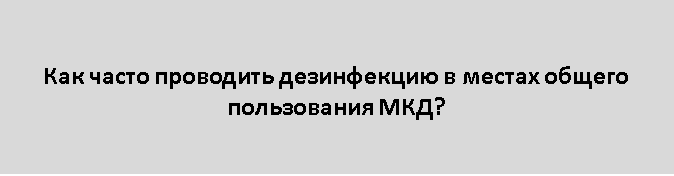 Как часто проводить дезинфекцию в местах общего
пользования МКД?